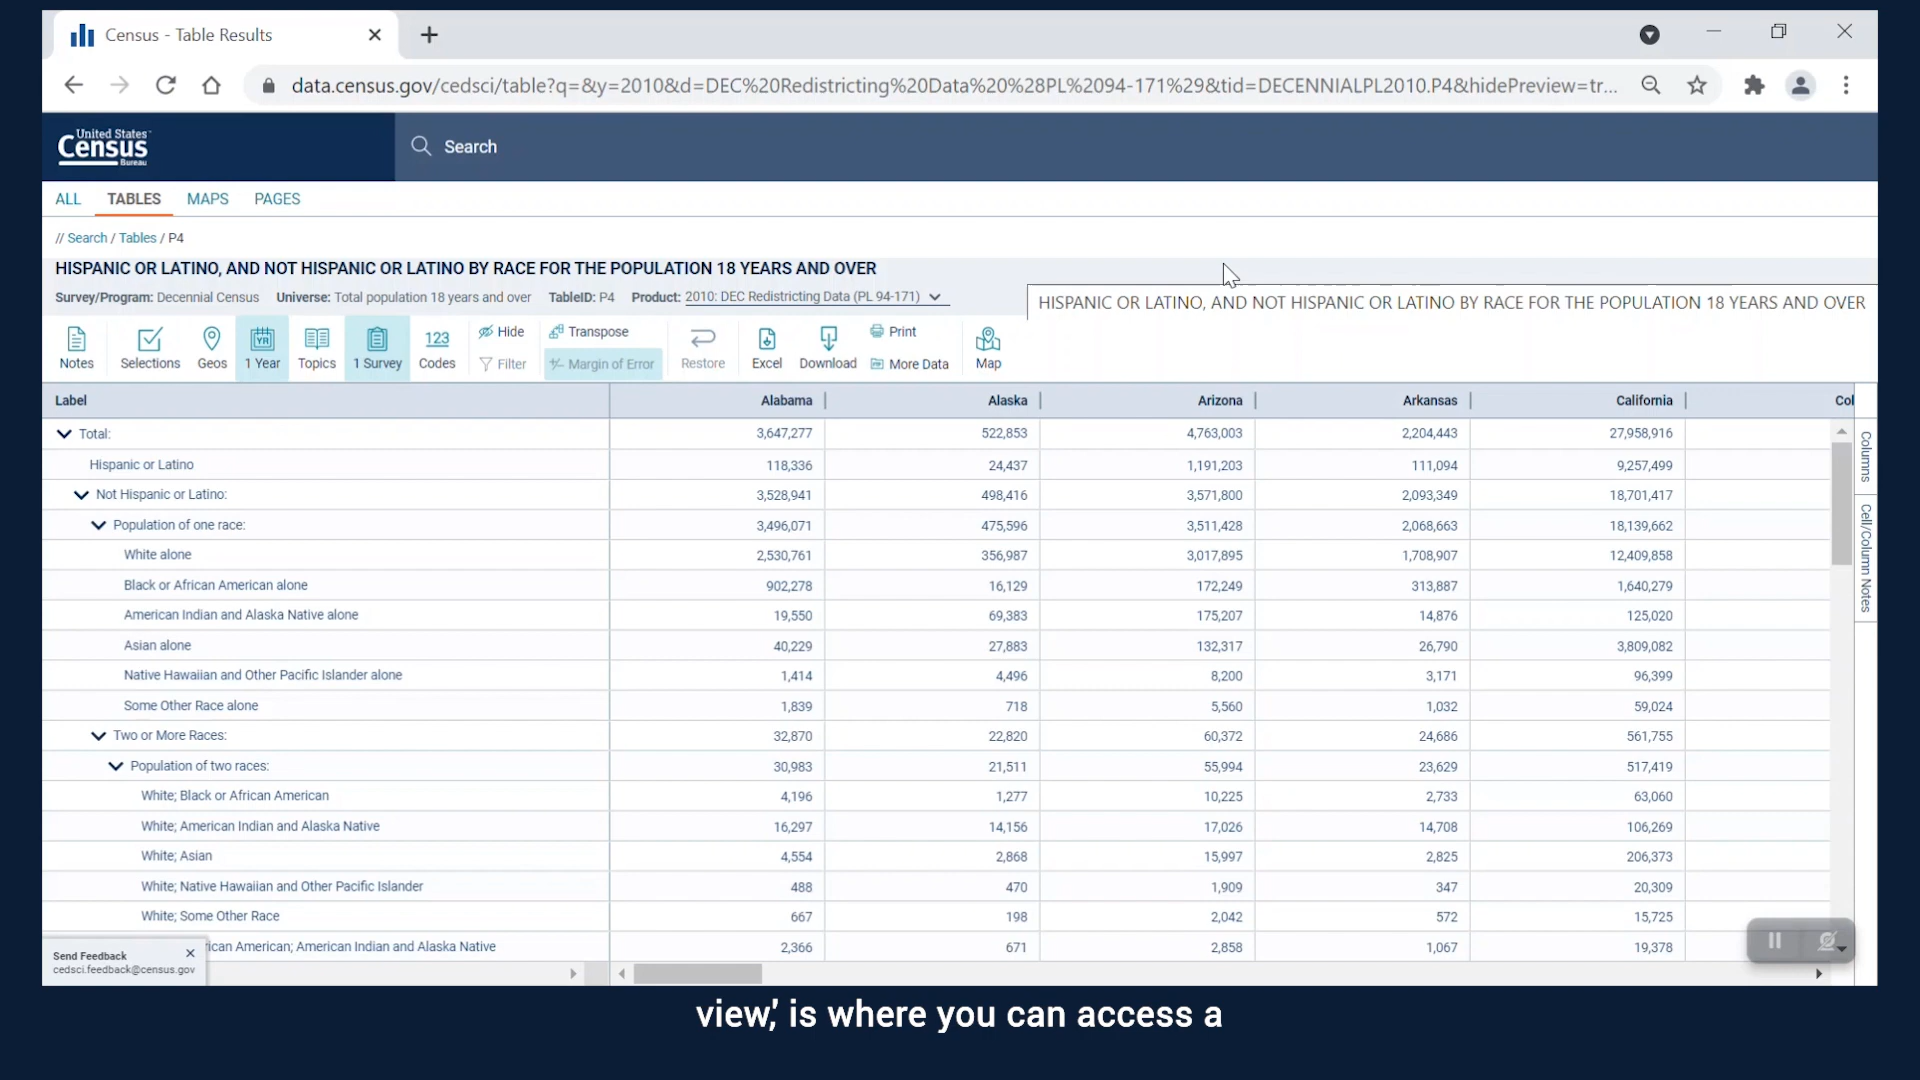 Census - Table Results
data.census.gov/cedsci/table?q=&y=2010&d=DEC%20Redistricting%20Data%20%28PL%2094-171%29&tid=DECENNIALPL2010.P4&hidePreview=tr...
United States
Census
Bureau
Search
ALL TABLES MAPS PAGES
// Search / Tables / P4
HISPANIC OR LATINO, AND NOT HISPANIC OR LATINO BY RACE FOR THE POPULATION 18 YEARS AND OVER
Survey/Program: Decennial Census Universe: Total population 18 years and over TableID: P4 Product: 2010: DEC Redistricting Data (PL 94-171)
HISPANIC OR LATINO, AND NOT HISPANIC OR LATINO BY RACE FOR THE POPULATION 18 YEARS AND OVER
Notes Selections Geos 1 Year Topics 1 Survey 123 Codes Hide Filter Transpose Margin of Error Restore Excel Download Print More Data Map
Label Alabama Alaska Arizona Arkansas California Col
Total: 3,647,277 522,853 4,763,003 2,204,443 27,958,916
Hispanic or Latino 118,336 24,437 1,191,203 111,094 9,257,499
Not Hispanic or Latino: 3,528,941 498,416 3,571,800 2,093,349 18,701,417
Population of one race: 3,496,071 475,596 3,511,428 2,068,663 18,139,662
White alone 2,530,761 356,987 3,017,895 1,708,907 12,409,858
Black or African American alone 902,278 16,129 172,249 313,887 1,640,279
American Indian and Alaska Native alone 19,550 69,383 175,207 14,876 125,020
Asian alone 40,229 27,883 132,317 26,790 3,809,082
Native Hawaiian and Other Pacific Islander alone 1,414 4,496 8,200 3,171 96,399
Some Other Race alone 1,839 718 5,560 1,032 59,024
Two or More Races: 32,870 22,820 60,372 24,686 561,755
Population of two races: 30,983 21,511 55,994 23,629 517,419
White; Black or African American 4,196 1,277 10,225 2,733 63,060
White; American Indian and Alaska Native 16,297 14,156 17,026 14,708 106,269
White; Asian 4,554 2,868 15,997 2,825 206,373
White; Native Hawaiian and Other Pacific Islander 488 470 1,909 347 20,309
White; Some Other Race 667 198 2,042 572 15,725
ican American; American Indian and Alaska Native 2,366 671 2,858 1,067 19,378
Columns
Cell/Column Notes
Send Feedback
cedsci.feedback@census.gov
view,' is where you can access a